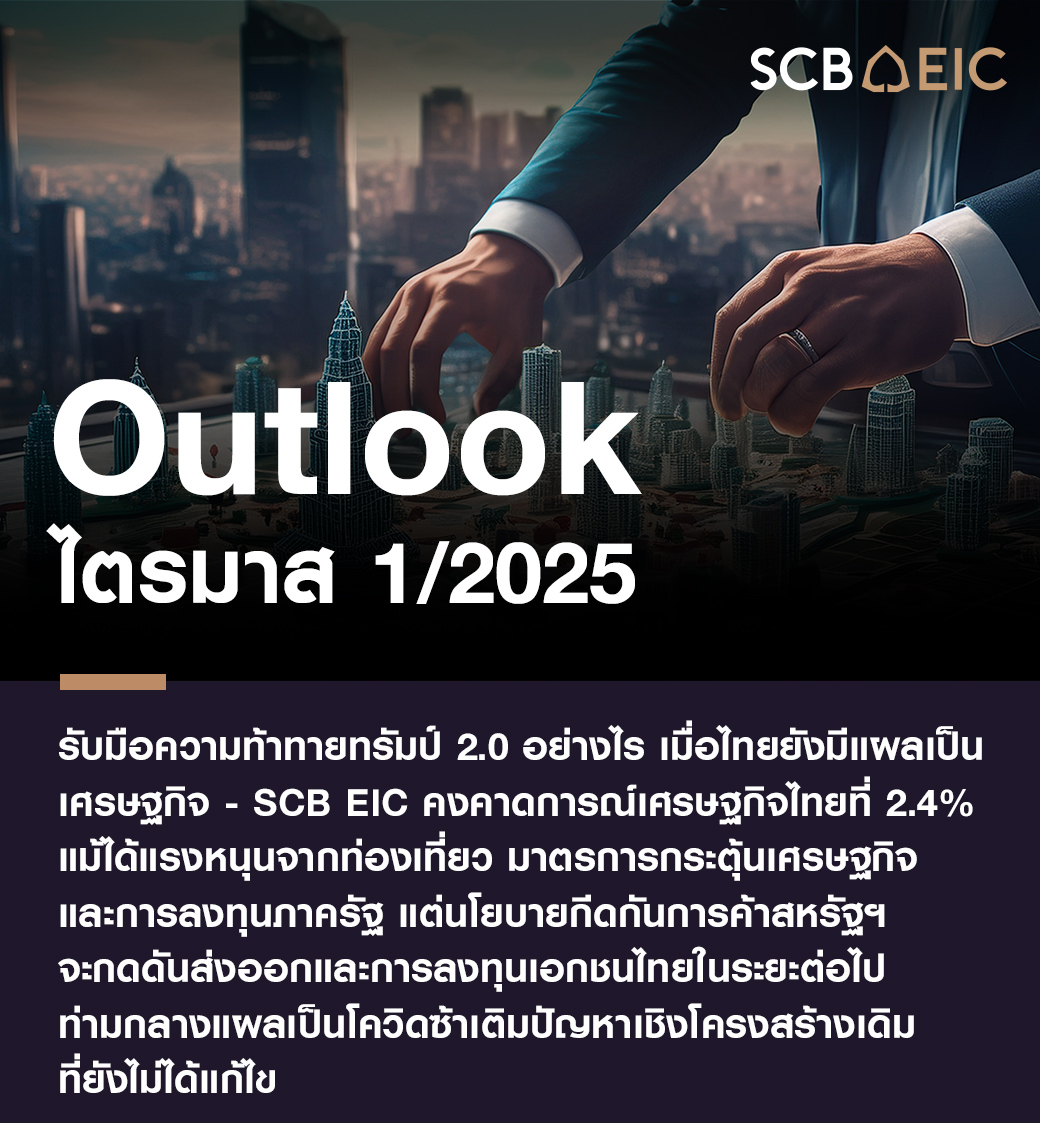 SCB EIC
Outlook
ไตรมาส 1/2025
รับมือความท้าทายทรัมป์ 2.0 อย่างไร เมื่อไทยยังมีแผลเป็น
เศรษฐกิจ - SCB EIC คงคาดการณ์เศรษฐกิจไทยที่ 2.4%
แม้ได้แรงหนุนจากท่องเที่ยว มาตรการกระตุ้นเศรษฐกิจ
และการลงทุนภาครัฐ แต่นโยบายกีดกันการค้าสหรัฐฯ
จะกดดันส่งออกและการลงทุนเอกชนไทยในระยะต่อไป
ท่ามกลางแผลเป็นโควิดซ้ำเติมปัญหาเชิงโครงสร้างเดิม
ที่ยังไม่ได้แก้ไข